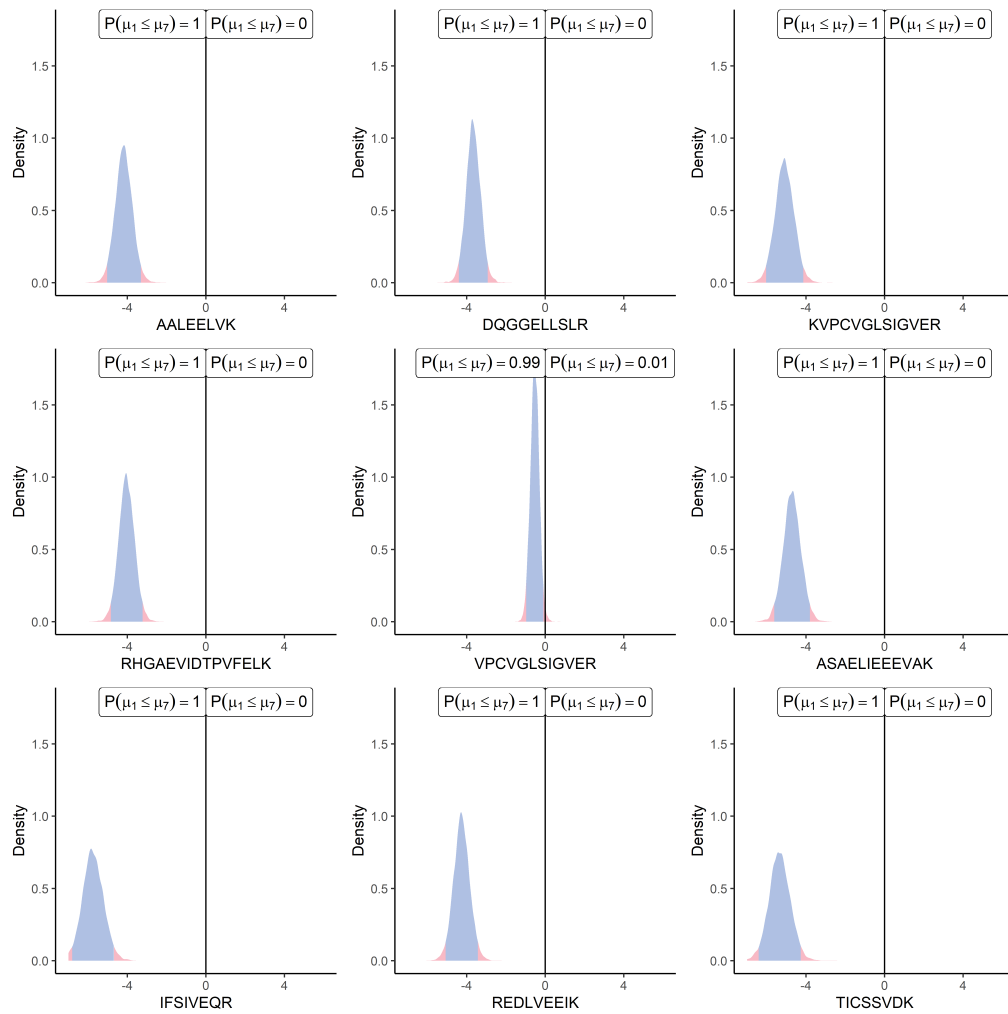 P(μ₁ ≤ μ₇) = 1 P(μ₁ ≤ μ₇) = 0
1.5
1.0
0.5
0.0
Density
-4 0 4
AALEELVK
P(μ₁ ≤ μ₇) = 1 P(μ₁ ≤ μ₇) = 0
1.5
1.0
0.5
0.0
Density
-4 0 4
DQGGELLSLR
P(μ₁ ≤ μ₇) = 1 P(μ₁ ≤ μ₇) = 0
1.5
1.0
0.5
0.0
Density
-4 0 4
KVPCVGLSIGVER
P(μ₁ ≤ μ₇) = 1 P(μ₁ ≤ μ₇) = 0
1.5
1.0
0.5
0.0
Density
-4 0 4
RHGAEVIDTPVFELK
P(μ₁ ≤ μ₇) = 0.99 P(μ₁ ≤ μ₇) = 0.01
1.5
1.0
0.5
0.0
Density
-4 0 4
VPCVGLSIGVER
P(μ₁ ≤ μ₇) = 1 P(μ₁ ≤ μ₇) = 0
1.5
1.0
0.5
0.0
Density
-4 0 4
ASAELIEEEVAK
P(μ₁ ≤ μ₇) = 1 P(μ₁ ≤ μ₇) = 0
1.5
1.0
0.5
0.0
Density
-4 0 4
IFSIVEQR
P(μ₁ ≤ μ₇) = 1 P(μ₁ ≤ μ₇) = 0
1.5
1.0
0.5
0.0
Density
-4 0 4
REDLVEEIK
P(μ₁ ≤ μ₇) = 1 P(μ₁ ≤ μ₇) = 0
1.5
1.0
0.5
0.0
Density
-4 0 4
TICSSVDK